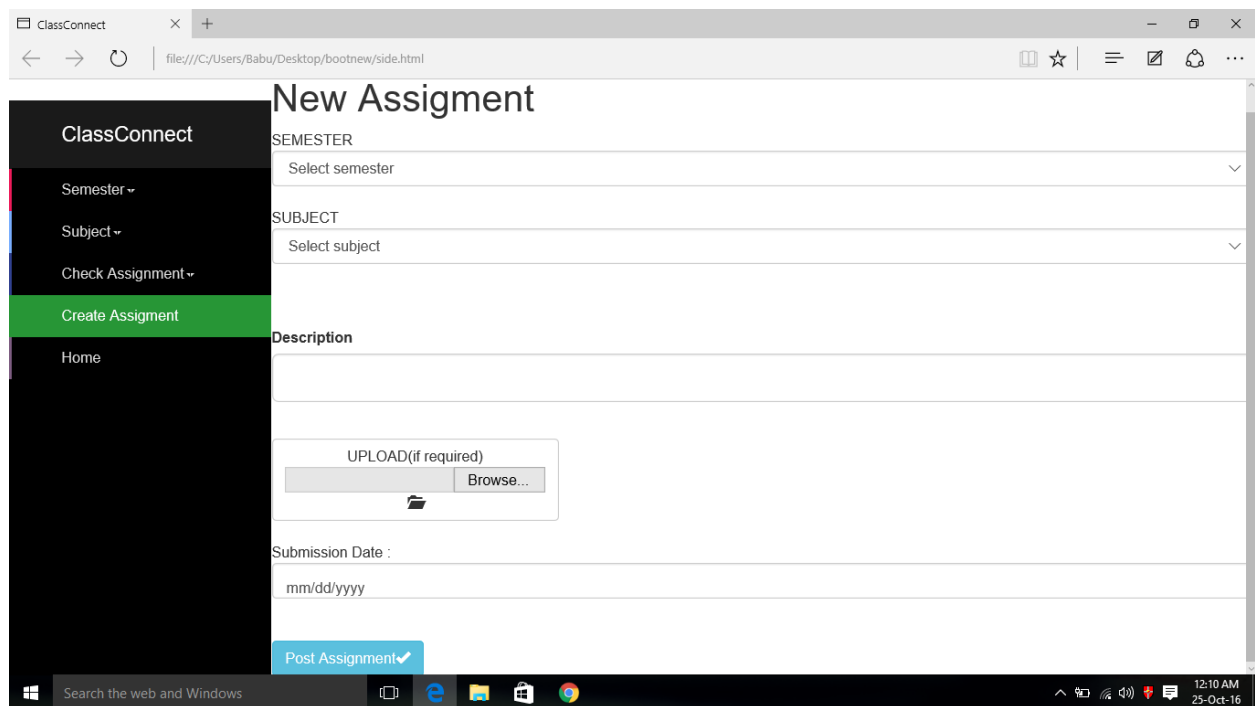 ClassConnect
file:///C:/Users/Babu/Desktop/bootnew/side.html
ClassConnect
Semester
Subject
Check Assignment
Create Assigment
Home
New Assigment
SEMESTER
Select semester
SUBJECT
Select subject
Description
UPLOAD(if required)
Browse...
Submission Date :
mm/dd/yyyy
Post Assignment
Search the web and Windows
12:10 AM
25-Oct-16